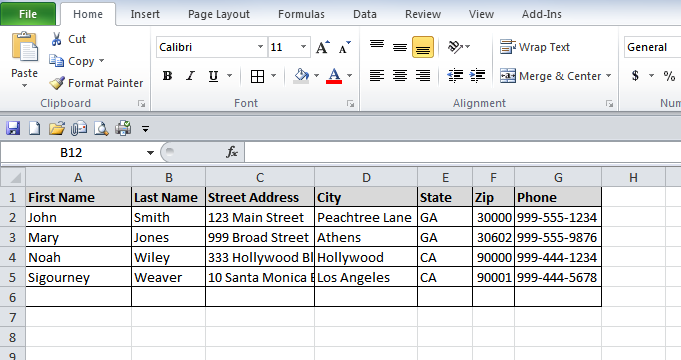 File Home Insert Page Layout Formulas Data Review View Add-Ins
Cut
Calibri 11 A A Wrap Text General
Copy
Paste
Format Painter B I U A Merge & Center $ %
Clipboard Font Alignment Num
B12 fx
A B C D E F G H
1 First Name Last Name Street Address City State Zip Phone
2 John Smith 123 Main Street Peachtree Lane GA 30000 999-555-1234
3 Mary Jones 999 Broad Street Athens GA 30602 999-555-9876
4 Noah Wiley 333 Hollywood Bl Hollywood CA 90000 999-444-1234
5 Sigourney Weaver 10 Santa Monica B Los Angeles CA 90001 999-444-5678
6
7
8
9